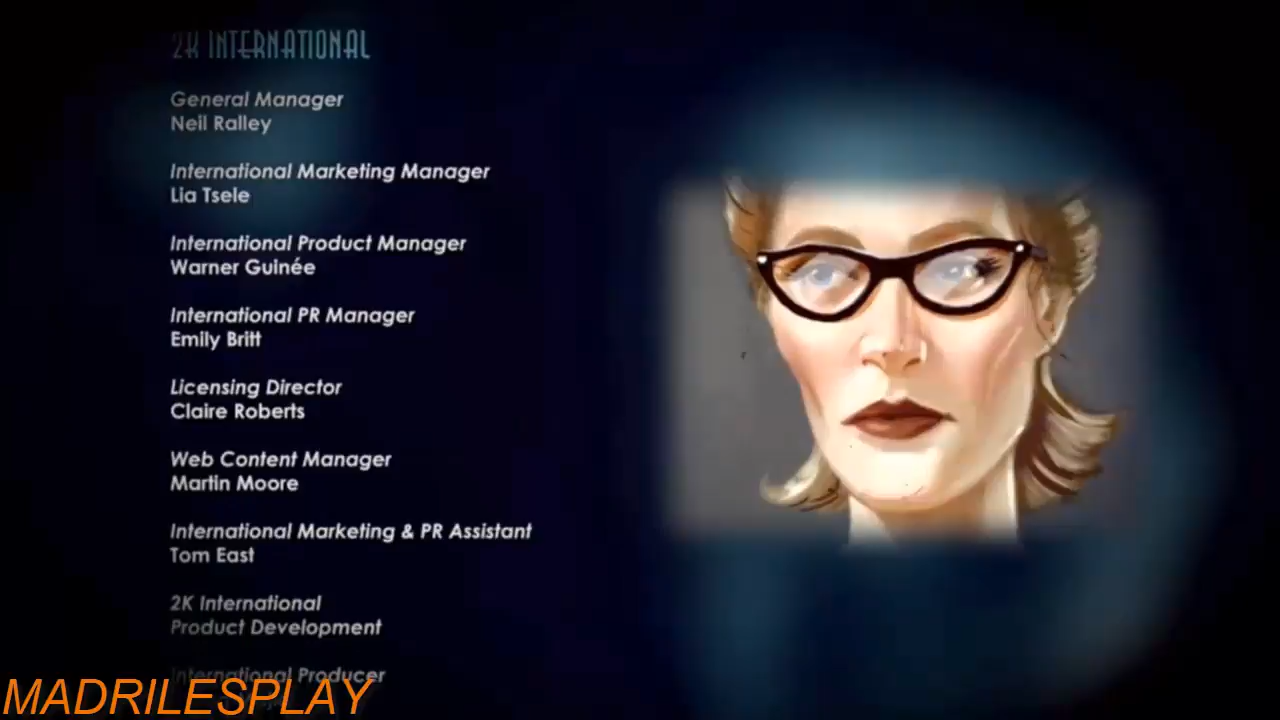 2K INTERNATIONAL
General Manager
Neil Ralley
International Marketing Manager
Lia Tsele
International Product Manager
Warner Guinée
International PR Manager
Emily Britt
Licensing Director
Claire Roberts
Web Content Manager
Martin Moore
International Marketing & PR Assistant
Tom East
2K International
Product Development
International Producer
MADRILESPLAY